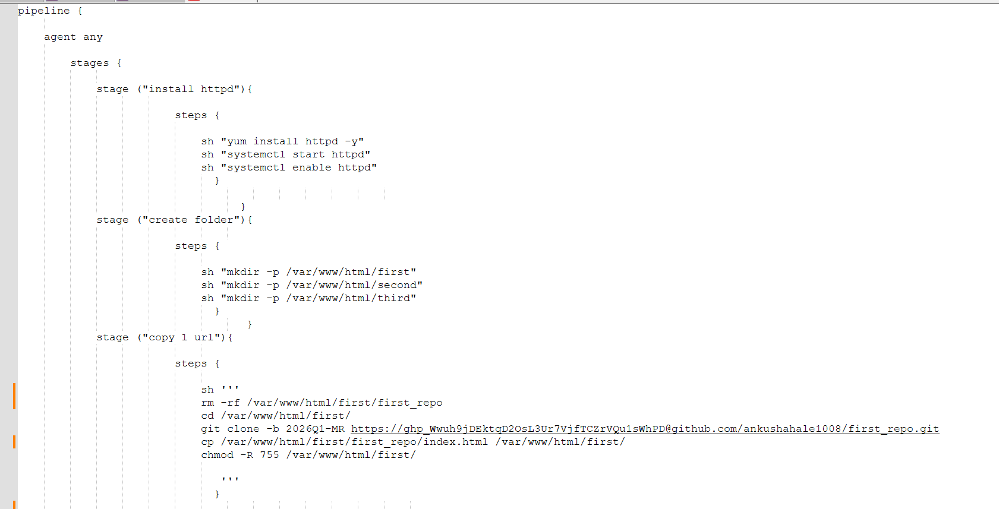 pipeline {
agent any
stages {
stage ("install httpd"){
steps {
sh "yum install httpd -y"
sh "systemctl start httpd"
sh "systemctl enable httpd"
}
}
stage ("create folder"){
steps {
sh "mkdir -p /var/www/html/first"
sh "mkdir -p /var/www/html/second"
sh "mkdir -p /var/www/html/third"
}
}
stage ("copy 1 url"){
steps {
sh '''
rm -rf /var/www/html/first/first_repo
cd /var/www/html/first/
git clone -b 2026Q1-MR https://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@github.com/ankushahale1008/first_repo.git
cp /var/www/html/first/first_repo/index.html /var/www/html/first/
chmod -R 755 /var/www/html/first/
'''
}